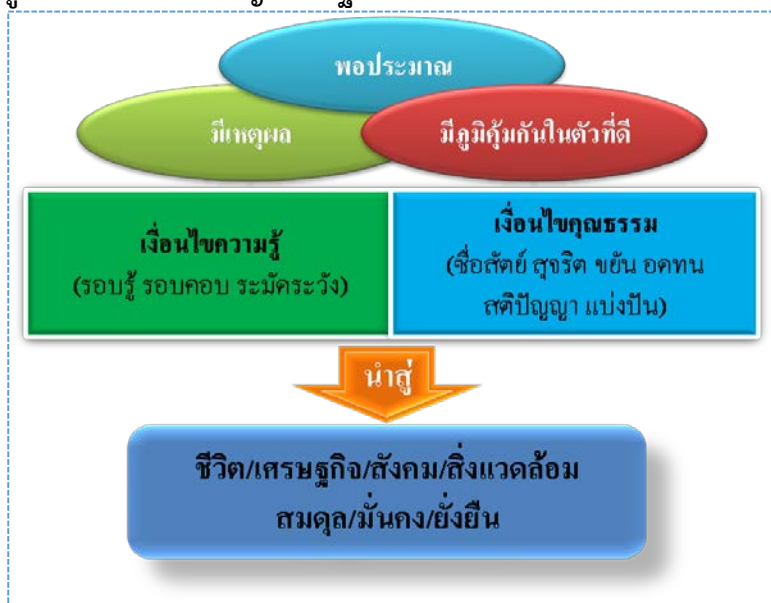 พอประมาณ
มีเหตุผล
มีภูมิคุ้มกันในตัวที่ดี
เงื่อนไขความรู้
(รอบรู้ รอบคอบ ระมัดระวัง)
เงื่อนไขคุณธรรม
(ซื่อสัตย์ สุจริต ขยัน อดทน
สติปัญญา แบ่งปัน)
นำสู่
ชีวิต/เศรษฐกิจ/สังคม/สิ่งแวดล้อม
สมดุล/มั่นคง/ยั่งยืน